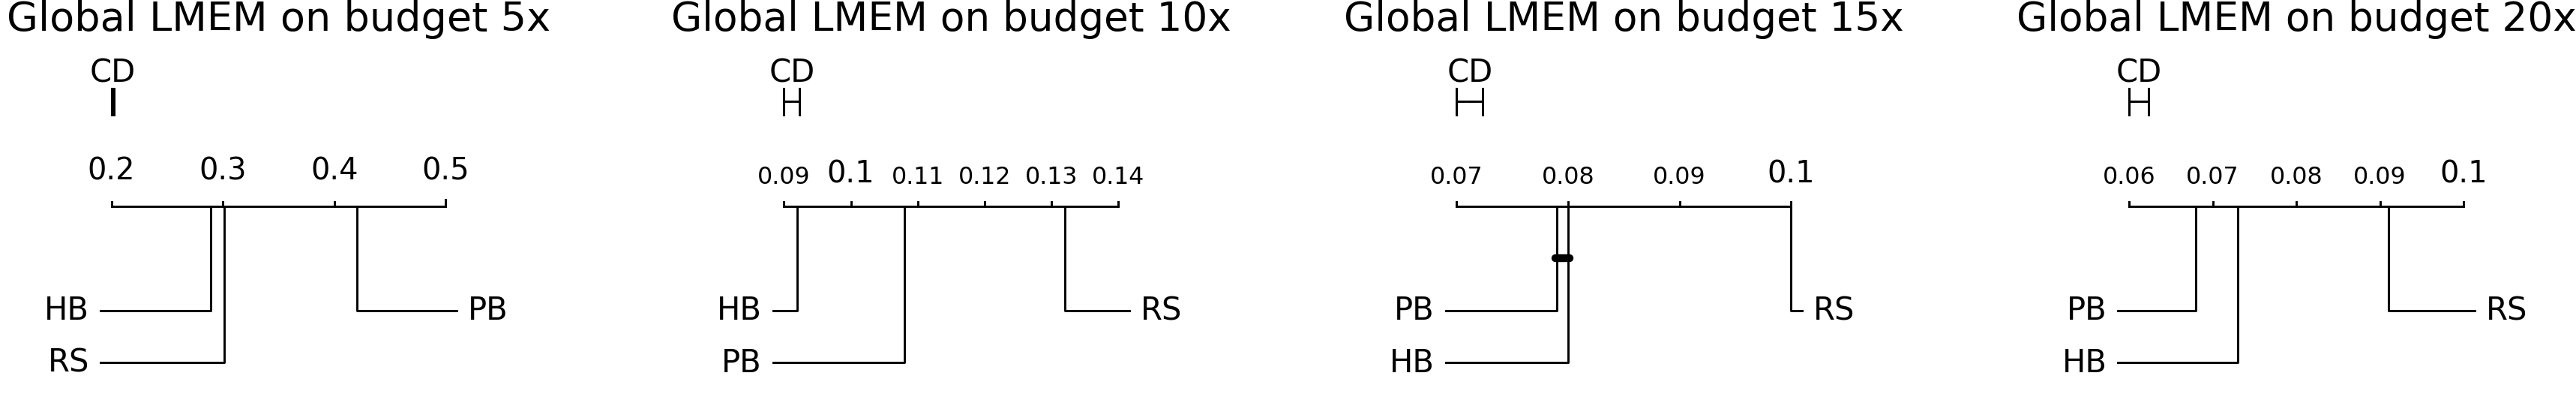 Global LMEM on budget 5x
CD
0.2 0.3 0.4 0.5
HB
PB
RS
Global LMEM on budget 10x
CD
0.09 0.1 0.11 0.12 0.13 0.14
HB
RS
PB
Global LMEM on budget 15x
CD
0.07 0.08 0.09 0.1
PB
RS
HB
Global LMEM on budget 20x
CD
0.06 0.07 0.08 0.09 0.1
PB
RS
HB